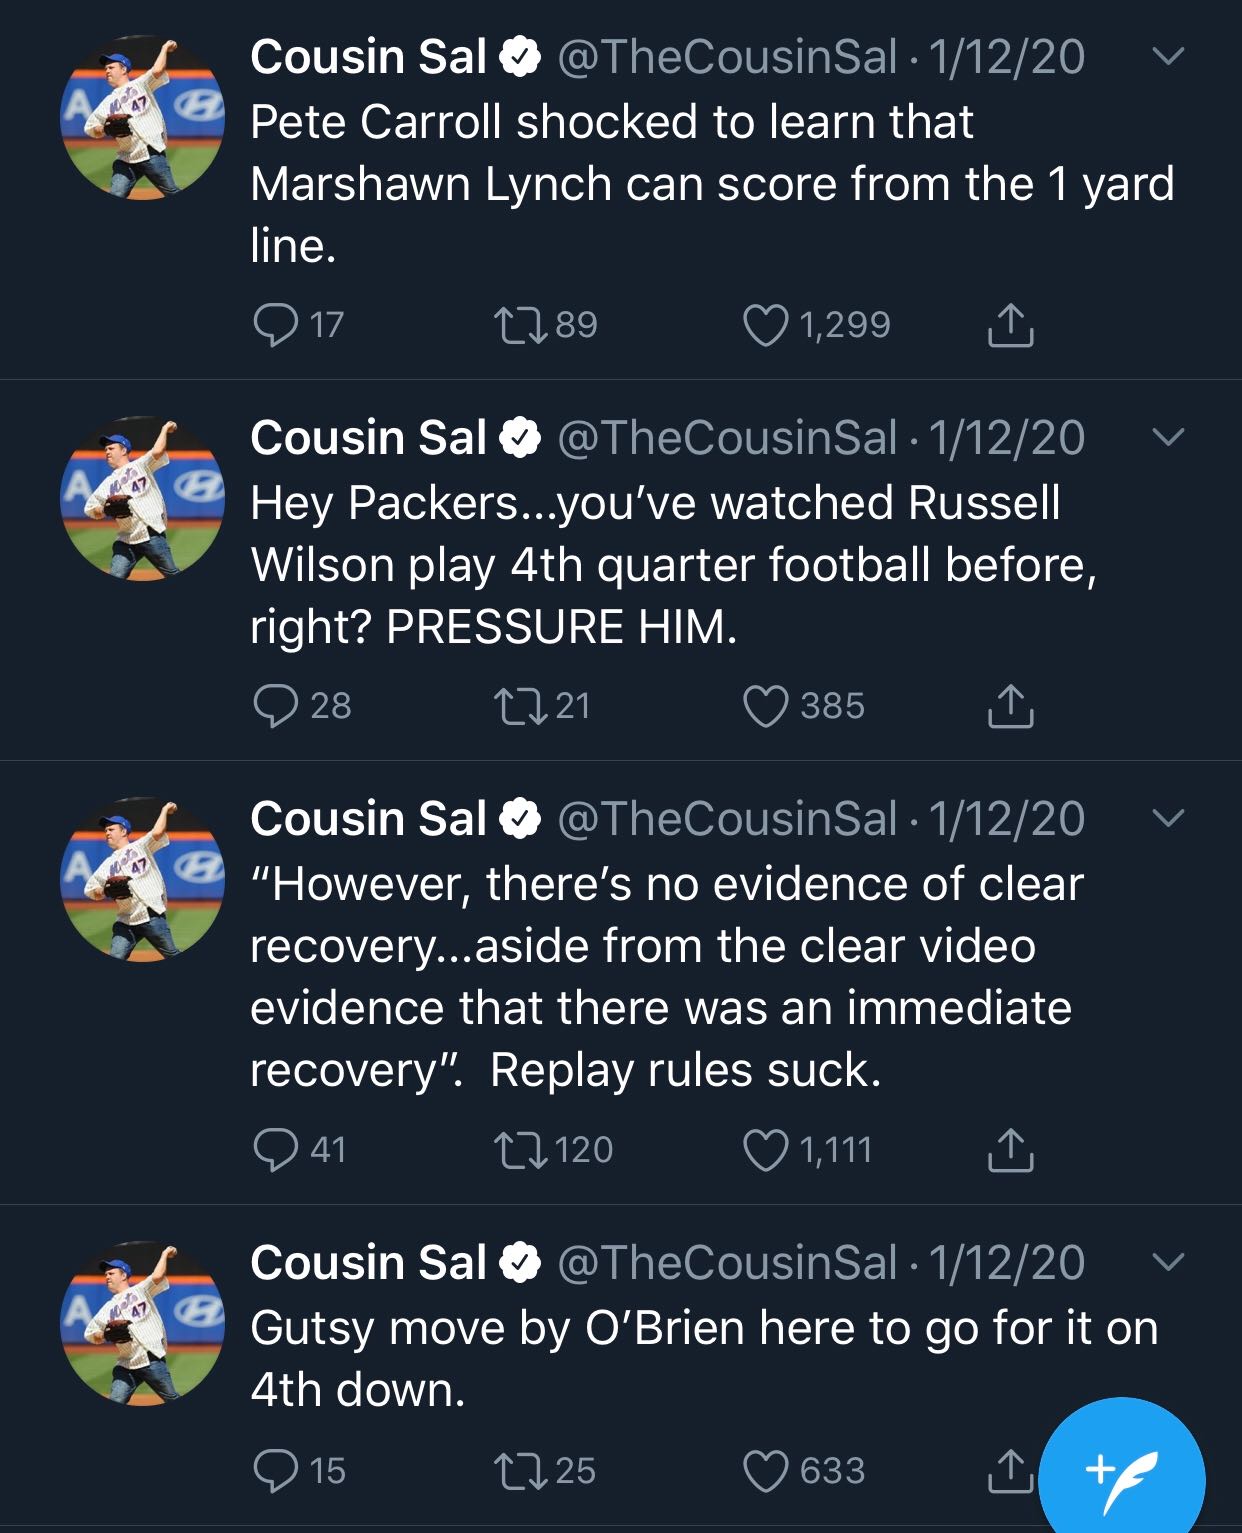 Cousin Sal @TheCousinSal · 1/12/20
Pete Carroll shocked to learn that
Marshawn Lynch can score from the 1 yard
line.
17 89 1,299
Cousin Sal @TheCousinSal · 1/12/20
Hey Packers...you’ve watched Russell
Wilson play 4th quarter football before,
right? PRESSURE HIM.
28 21 385
Cousin Sal @TheCousinSal · 1/12/20
“However, there’s no evidence of clear
recovery...aside from the clear video
evidence that there was an immediate
recovery”.  Replay rules suck.
41 120 1,111
Cousin Sal @TheCousinSal · 1/12/20
Gutsy move by O’Brien here to go for it on
4th down.
15 25 633